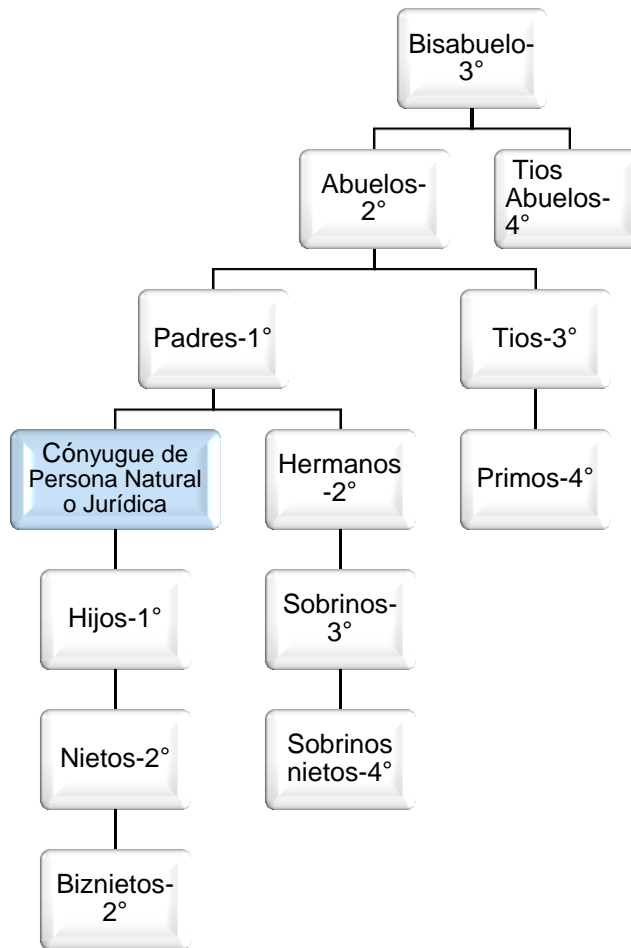 Bisabuelo-
3°
Abuelos-
2°
Tios
Abuelos-
4°
Padres-1°
Tios-3°
Cónyugue de
Persona Natural
o Jurídica
Hermanos
-2°
Primos-4°
Hijos-1°
Sobrinos-
3°
Nietos-2°
Sobrinos
nietos-4°
Biznietos-
2°